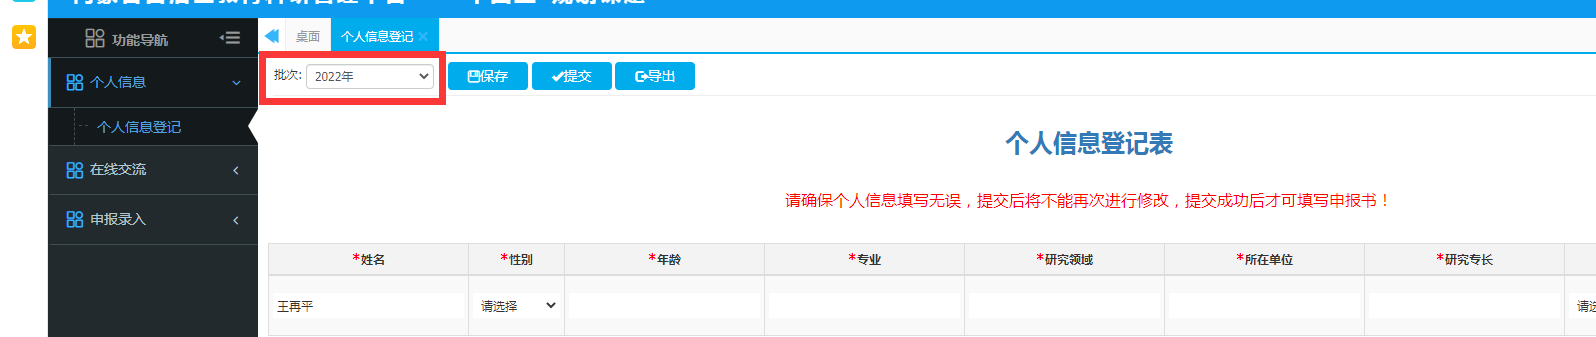 功能导航
桌面
个人信息登记
个人信息
批次: 2022年
保存
提交
导出
个人信息登记
个人信息登记表
在线交流
请确保个人信息填写无误，提交后将不能再次进行修改，提交成功后才可填写申报书！
申报录入
*姓名 *性别 *年龄 *专业 *研究领域 *所在单位 *研究专长
王再平 请选择 请选